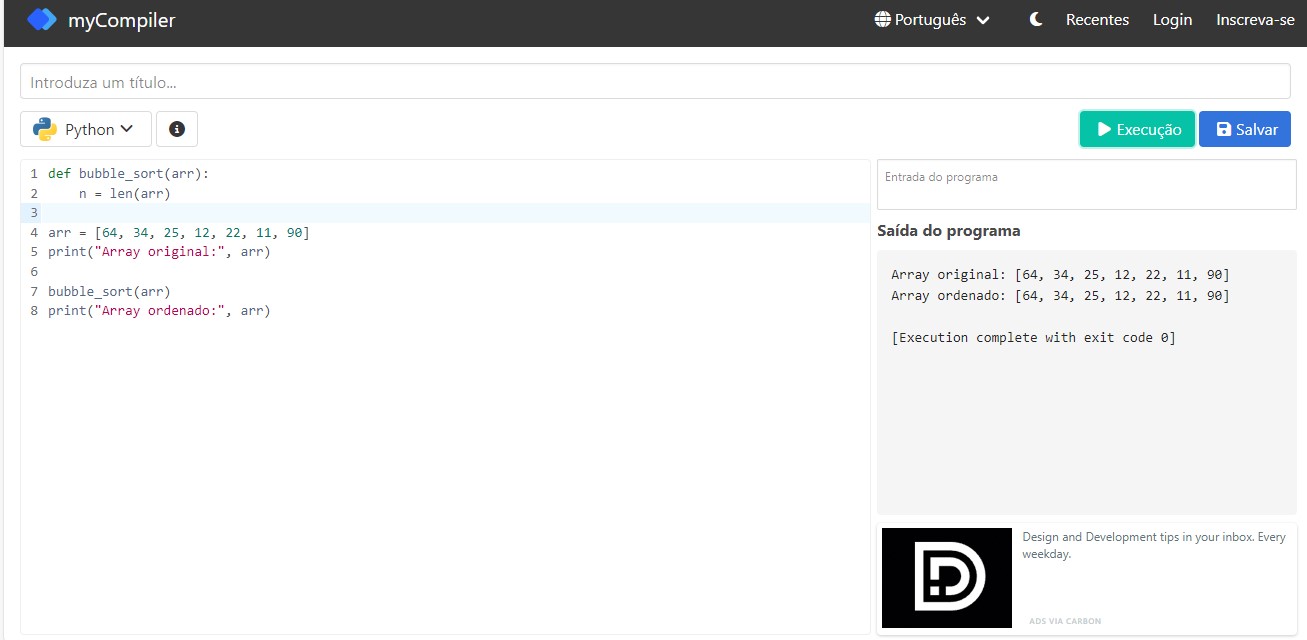 myCompiler
Português
Recentes
Login
Inscreva-se
Introduza um título...
Python
Execução
Salvar
1 def bubble_sort(arr):
2     n = len(arr)
3
4 arr = [64, 34, 25, 12, 22, 11, 90]
5 print("Array original:", arr)
6
7 bubble_sort(arr)
8 print("Array ordenado:", arr)
Entrada do programa
Saída do programa
Array original: [64, 34, 25, 12, 22, 11, 90]
Array ordenado: [64, 34, 25, 12, 22, 11, 90]
[Execution complete with exit code 0]
Design and Development tips in your inbox. Every
weekday.
ADS VIA CARBON